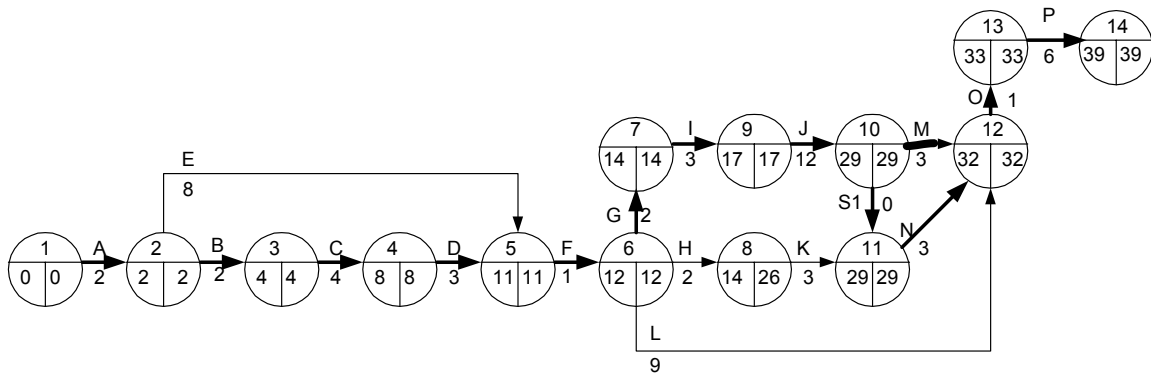 13 P 14
33 33 6 39 39
O 1
7 I 9 J 10 M 12
14 14 3 17 17 12 29 29 3 32 32
E
8
G 2 S1 0 N
3
1 A 2 B 3 C 4 D 5 F 6 H 8 K 11
0 0 2 2 2 2 4 4 4 8 8 3 11 11 1 12 12 2 14 26 3 29 29
L
9